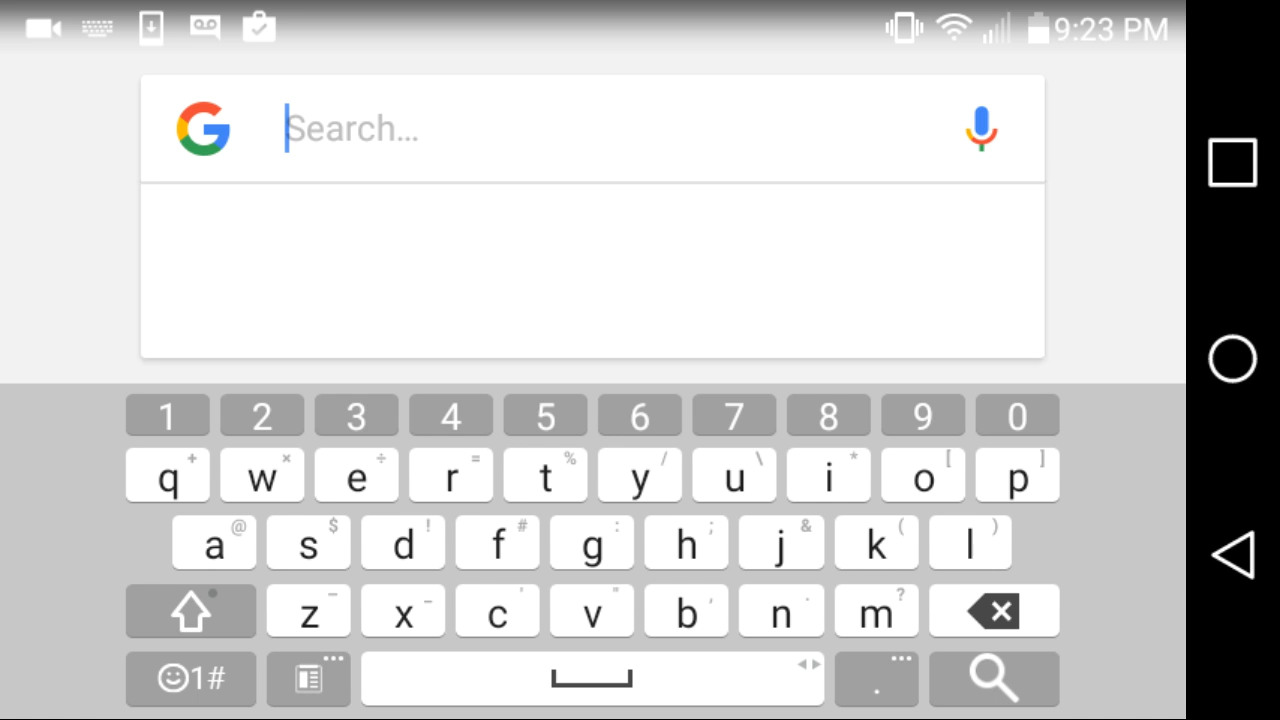 9:23 PM
G Search...
1 2 3 4 5 6 7 8 9 0
q + w × e ÷ r = t % y / u \ i * o [ p ]
a @ s $ d ! f # g : h ; j & k ( l )
z – x _ c ' v " b , n . m ?
1# .